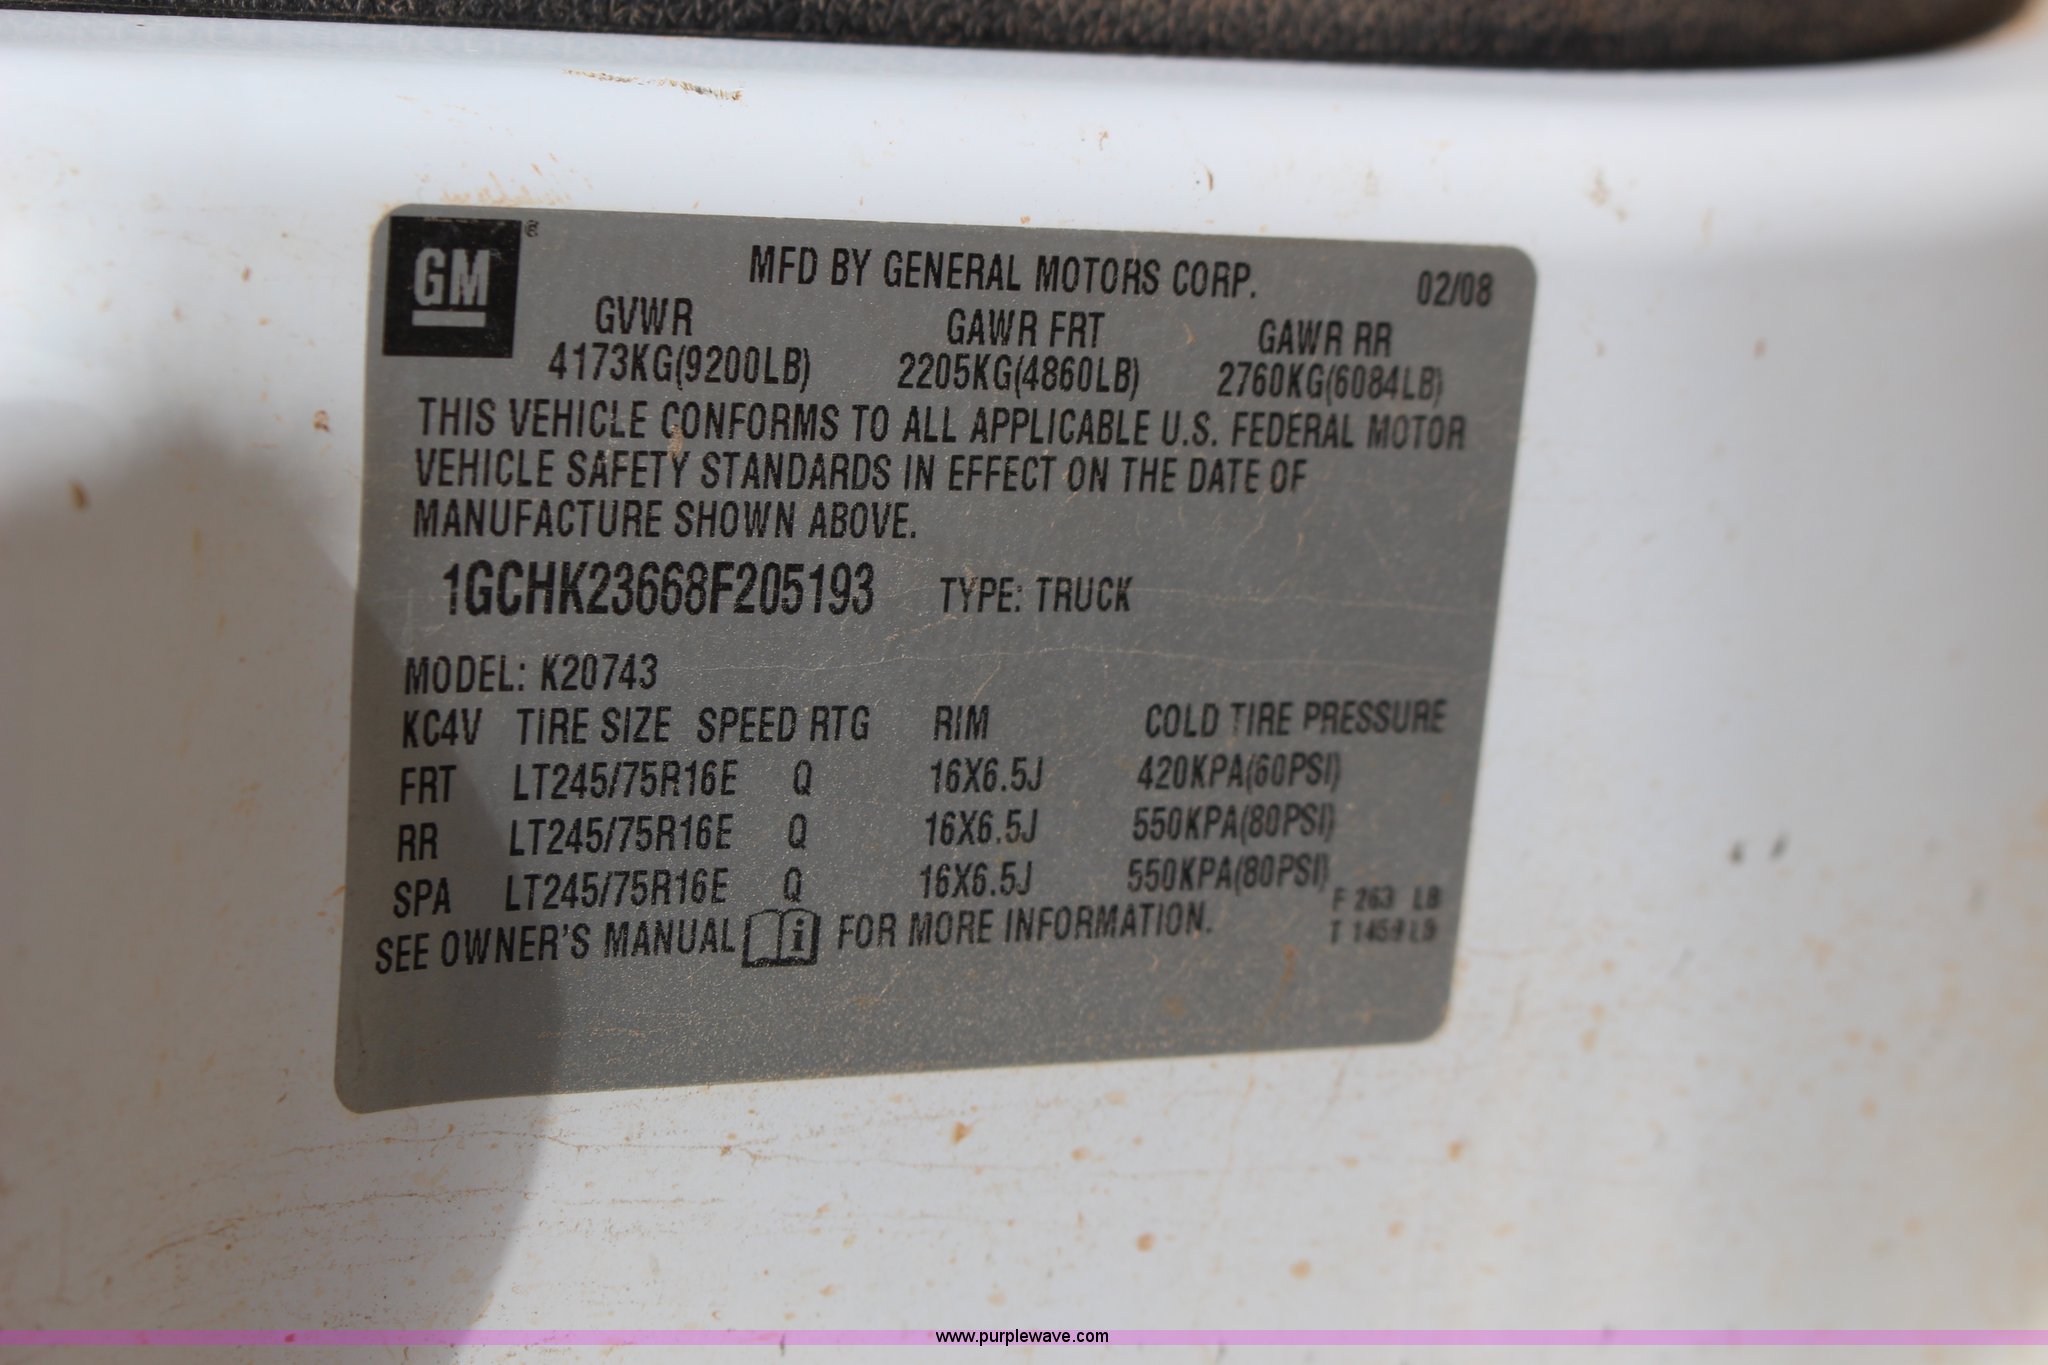 GM ®
MFD BY GENERAL MOTORS CORP. 02/08
GVWR GAWR FRT GAWR RR
4173KG(9200LB) 2205KG(4860LB) 2760KG(6084LB)
THIS VEHICLE CONFORMS TO ALL APPLICABLE U.S. FEDERAL MOTOR
VEHICLE SAFETY STANDARDS IN EFFECT ON THE DATE OF
MANUFACTURE SHOWN ABOVE.
1GCHK23668F205193 TYPE: TRUCK
MODEL: K20743
KC4V TIRE SIZE SPEED RTG RIM COLD TIRE PRESSURE
FRT LT245/75R16E Q 16X6.5J 420KPA(60PSI)
RR LT245/75R16E Q 16X6.5J 550KPA(80PSI)
SPA LT245/75R16E Q 16X6.5J 550KPA(80PSI)
F 263 LB
T LB
SEE OWNER'S MANUAL i FOR MORE INFORMATION.
www.purplewave.com